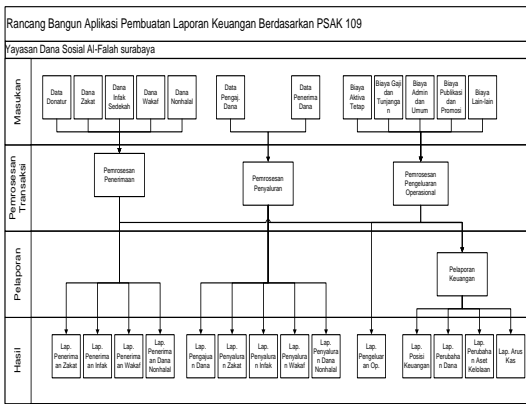 Rancang Bangun Aplikasi Pembuatan Laporan Keuangan Berdasarkan PSAK 109
Yayasan Dana Sosial Al-Falah surabaya
Masukan
Data
Donatur
Dana
Zakat
Dana
Infak
Sedekah
Dana
Wakaf
Dana
Nonhalal
Data
Pengaj.
Dana
Data
Penerima
Dana
Biaya
Aktiva
Tetap
Biaya Gaji
dan
Tunjanga
n
Biaya
Admin
dan
Umum
Biaya
Publikasi
dan
Promosi
Biaya
Lain-lain
Pemrosesan
Transaksi
Pemrosesan
Penerimaan
Pemrosesan
Penyaluran
Pemrosesan
Pengeluaran
Operasional
Pelaporan
Pelaporan
Keuangan
Hasil
Lap.
Penerima
an Zakat
Lap.
Penerima
an Infak
Lap.
Penerima
an Wakaf
Lap.
Penerima
an Dana
Nonhalal
Lap.
Pengajua
n Dana
Lap.
Penyalura
n Zakat
Lap.
Penyalura
n Infak
Lap.
Penyalura
n Wakaf
Lap.
Penyalura
n Dana
Nonhalal
Lap.
Pengeluar
an Op.
Lap.
Posisi
Keuangan
Lap.
Perubaha
n Dana
Lap.
Perubaha
n Aset
Kelolaan
Lap. Arus
Kas